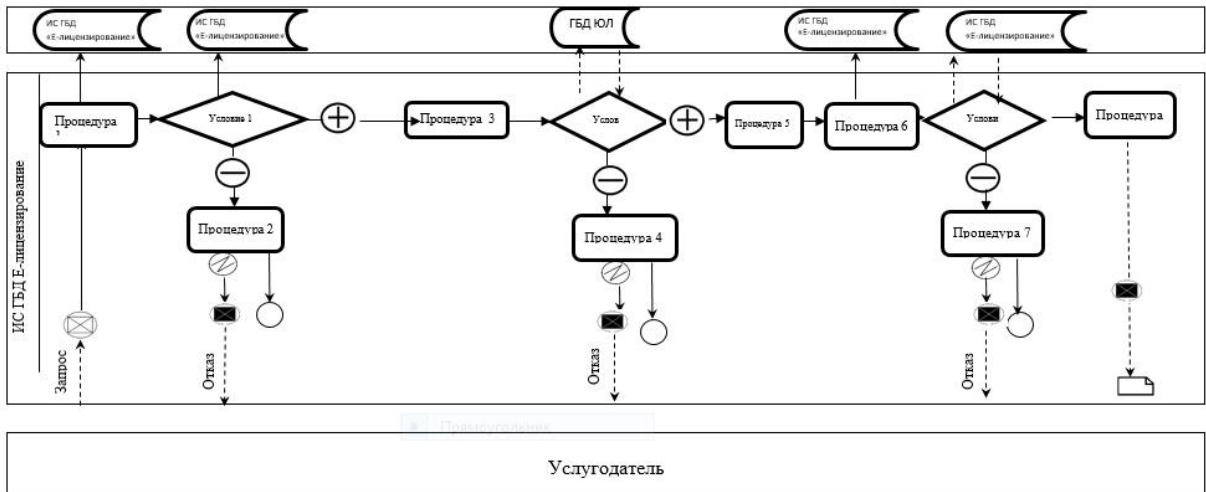 ИС ГБД
«Е-лицензирование»
ИС ГБД
«Е-лицензирование»
ГБД ЮЛ
ИС ГБД
«Е-лицензирование»
ИС ГБД
«Е-лицензирование»
ИС ГБД Е-лицензирование
Процедура
Условие 1
Процедура 3
Услов
Процедура 5
Процедура 6
Услови
Процедура
Процедура 2
Процедура 4
Процедура 7
Запрос
Отказ
Отказ
Отказ
Прямоугольник
Услугодатель